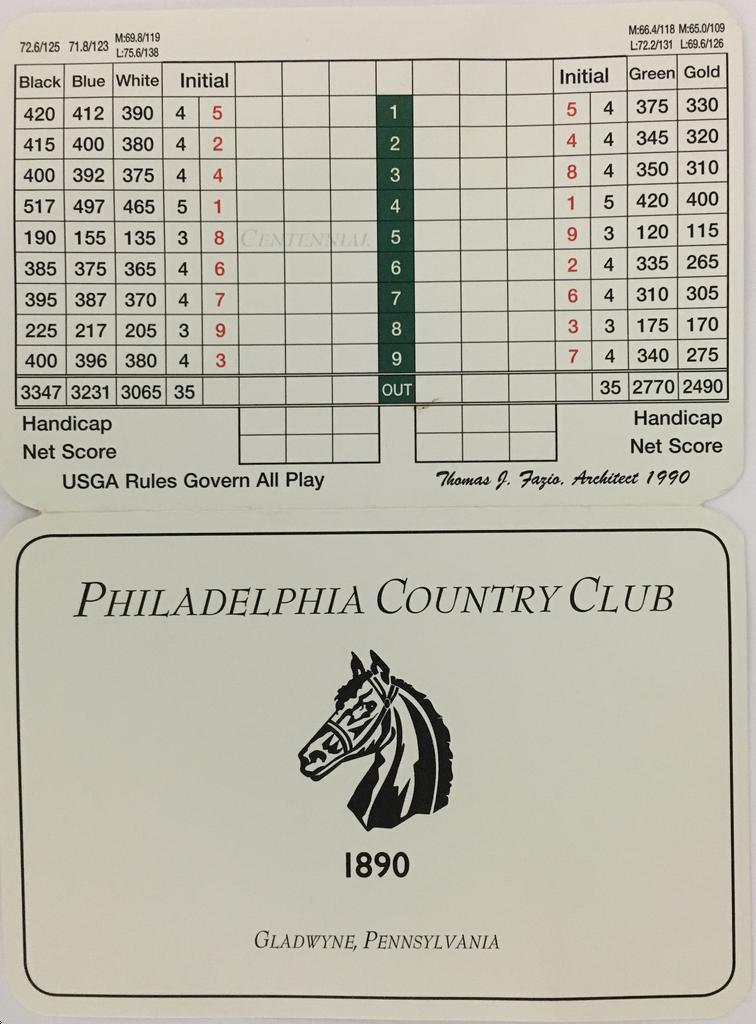 72.6/125 71.8/123 M:69.8/119 L:75.6/138 M:66.4/118 L:72.2/131 M:65.0/109 L:69.6/126
Black Blue White Initial Initial Green Gold
420 412 390 4 5 1 5 4 375 330
415 400 380 4 2 2 4 4 345 320
400 392 375 4 4 3 8 4 350 310
517 497 465 5 1 4 1 5 420 400
190 155 135 3 8 CENTENNIAL 5 9 3 120 115
385 375 365 4 6 6 2 4 335 265
395 387 370 4 7 7 6 4 310 305
225 217 205 3 9 8 3 3 175 170
400 396 380 4 3 9 7 4 340 275
3347 3231 3065 35 OUT 35 2770 2490
Handicap Handicap
Net Score Net Score
USGA Rules Govern All Play Thomas J. Fazio, Architect 1990
PHILADELPHIA COUNTRY CLUB
1890
GLADWYNE, PENNSYLVANIA